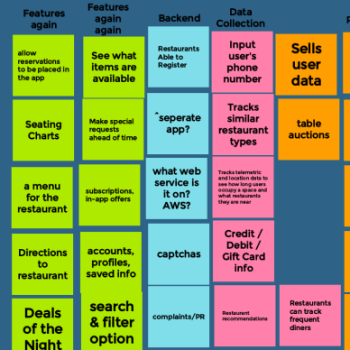 Features
again
allow
reservations
to be placed in
the app
Seating
Charts
a menu
for the
restaurant
Directions
to
restaurant
Deals
of the
Night
Features
again
again
See what
items are
available
Make special
requests
ahead of time
subscriptions,
in-app offers
accounts,
profiles,
saved info
search
& filter
option
Backend
Restaurants
Able to
Register
^seperate
app?
what web
service is
it on?
AWS?
captchas
complaints/PR
Data
Collection
Input
user's
phone
number
Tracks
similar
restaurant
types
Tracks telemetric
and location data to
see how long users
occupy a space and
what restaurants
they are near
Credit /
Debit /
Gift Card
info
Restaurent
recommendations
Sells
user
data
table
auctions
Restaurants
can track
frequent
diners